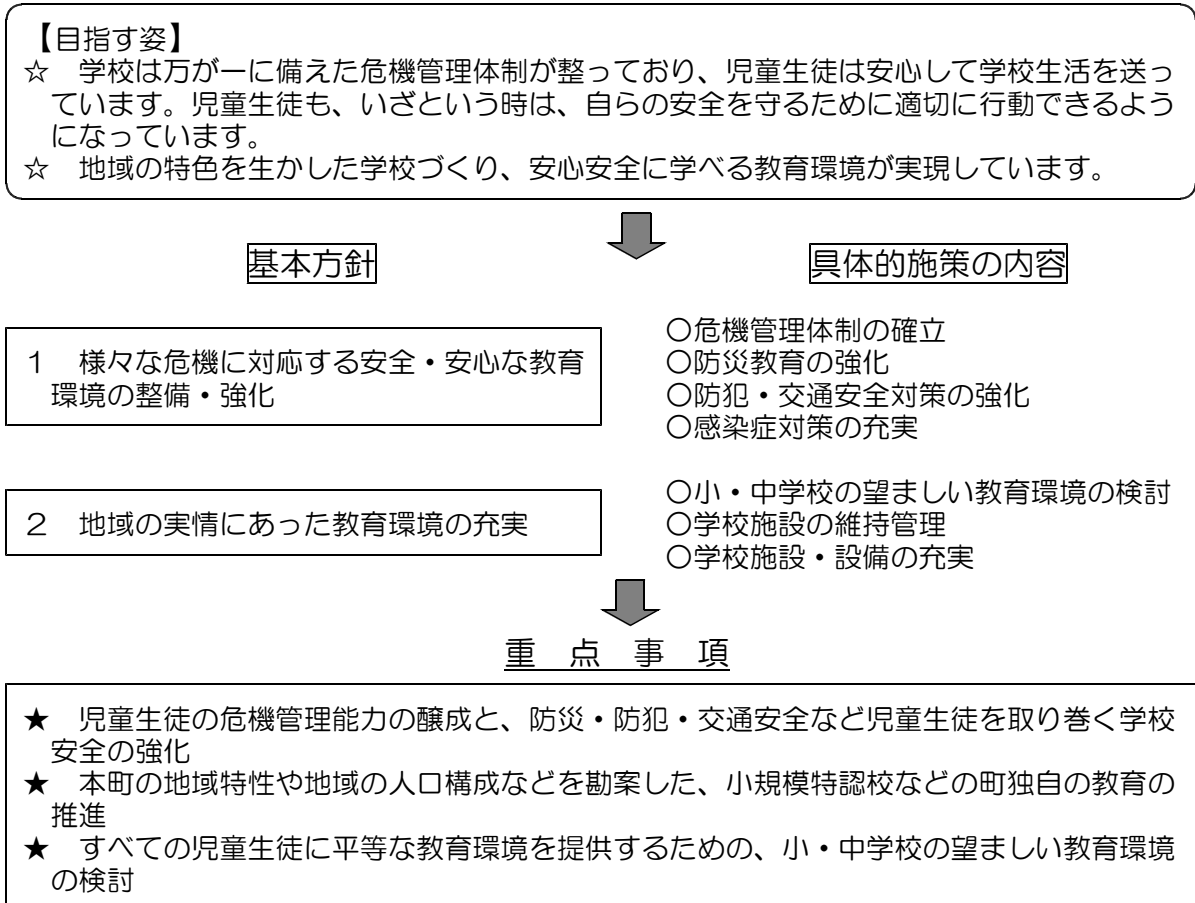 【目指す姿】
☆　学校は万が一に備えた危機管理体制が整っており、児童生徒は安心して学校生活を送っ
ています。児童生徒も、いざという時は、自らの安全を守るために適切に行動できるよう
になっています。
☆　地域の特色を生かした学校づくり、安心安全に学べる教育環境が実現しています。
基本方針
具体的施策の内容
１　様々な危機に対応する安全・安心な教育
環境の整備・強化
○危機管理体制の確立
○防災教育の強化
○防犯・交通安全対策の強化
○感染症対策の充実
２　地域の実情にあった教育環境の充実
○小・中学校の望ましい教育環境の検討
○学校施設の維持管理
○学校施設・設備の充実
重　点　事　項
★　児童生徒の危機管理能力の醸成と、防災・防犯・交通安全など児童生徒を取り巻く学校
安全の強化
★　本町の地域特性や地域の人口構成などを勘案した、小規模特認校などの町独自の教育の
推進
★　すべての児童生徒に平等な教育環境を提供するための、小・中学校の望ましい教育環境
の検討